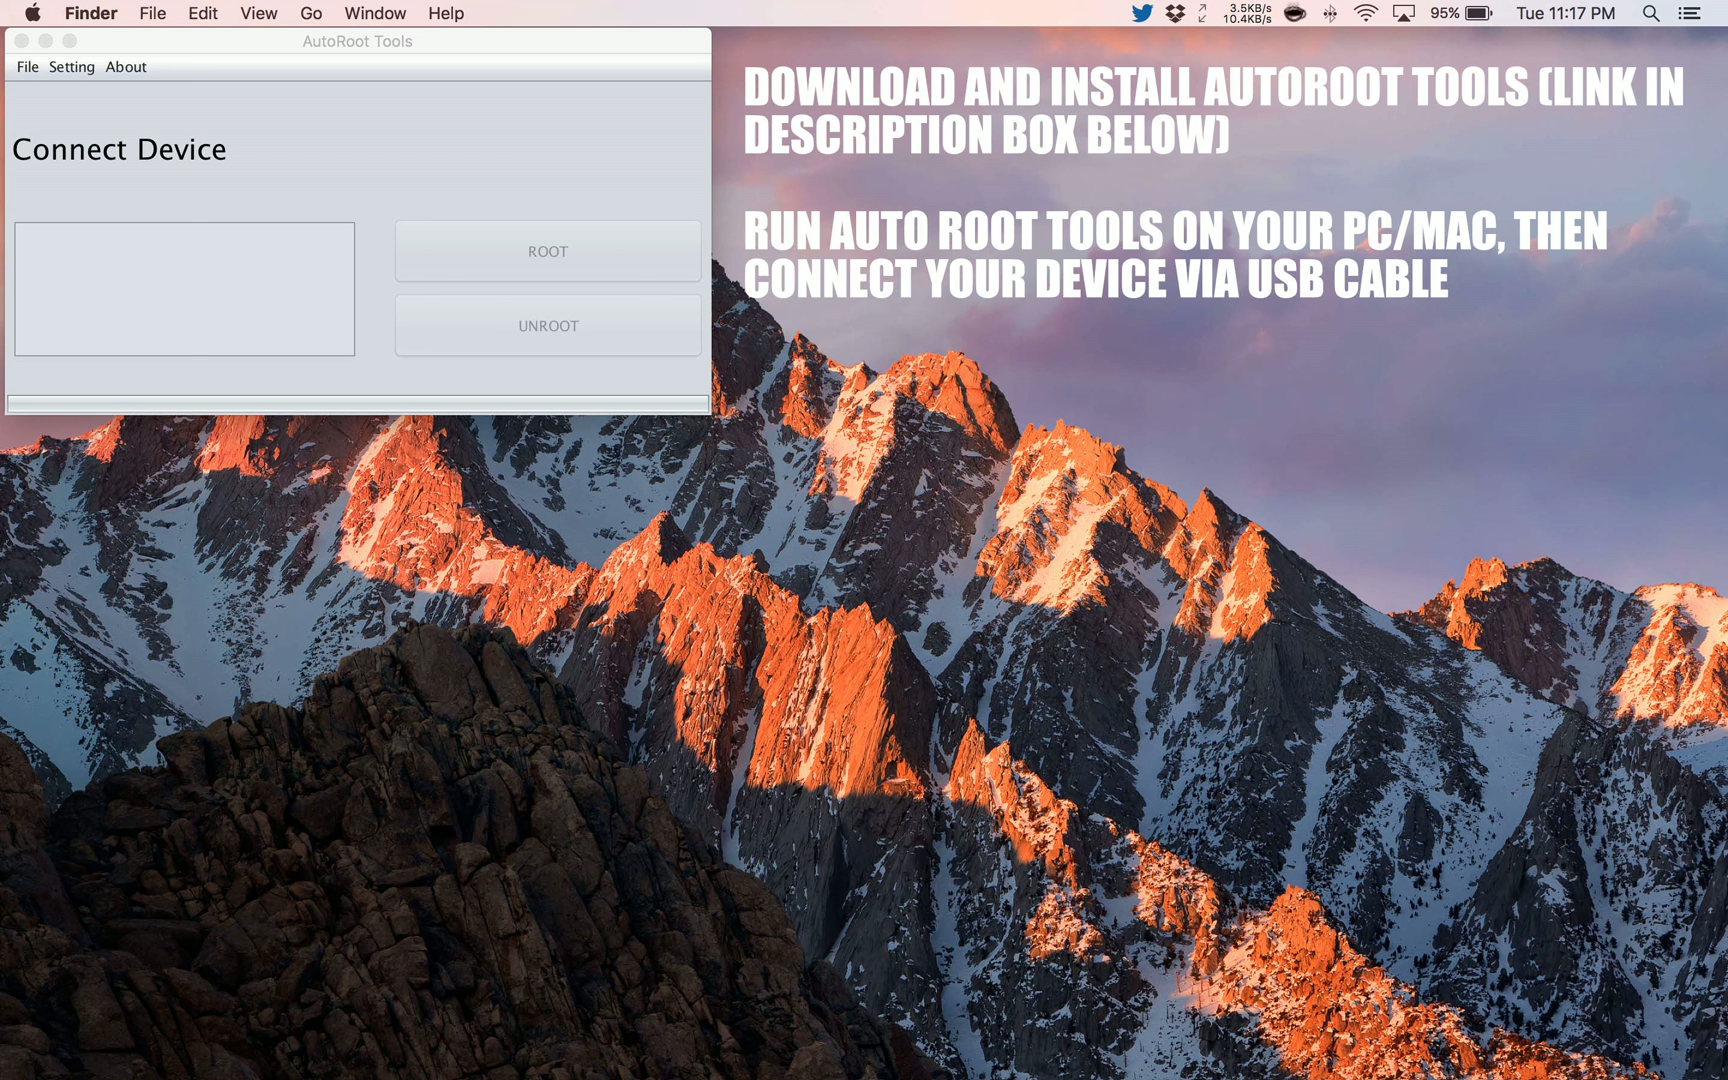 Finder File Edit View Go Window Help 3.5KB/s 95% Tue 11:17 PM
10.4KB/s
AutoRoot Tools
File Setting About
Connect Device
ROOT
UNROOT
DOWNLOAD AND INSTALL AUTOROOT TOOLS (LINK IN
DESCRIPTION BOX BELOW)
RUN AUTO ROOT TOOLS ON YOUR PC/MAC, THEN
CONNECT YOUR DEVICE VIA USB CABLE